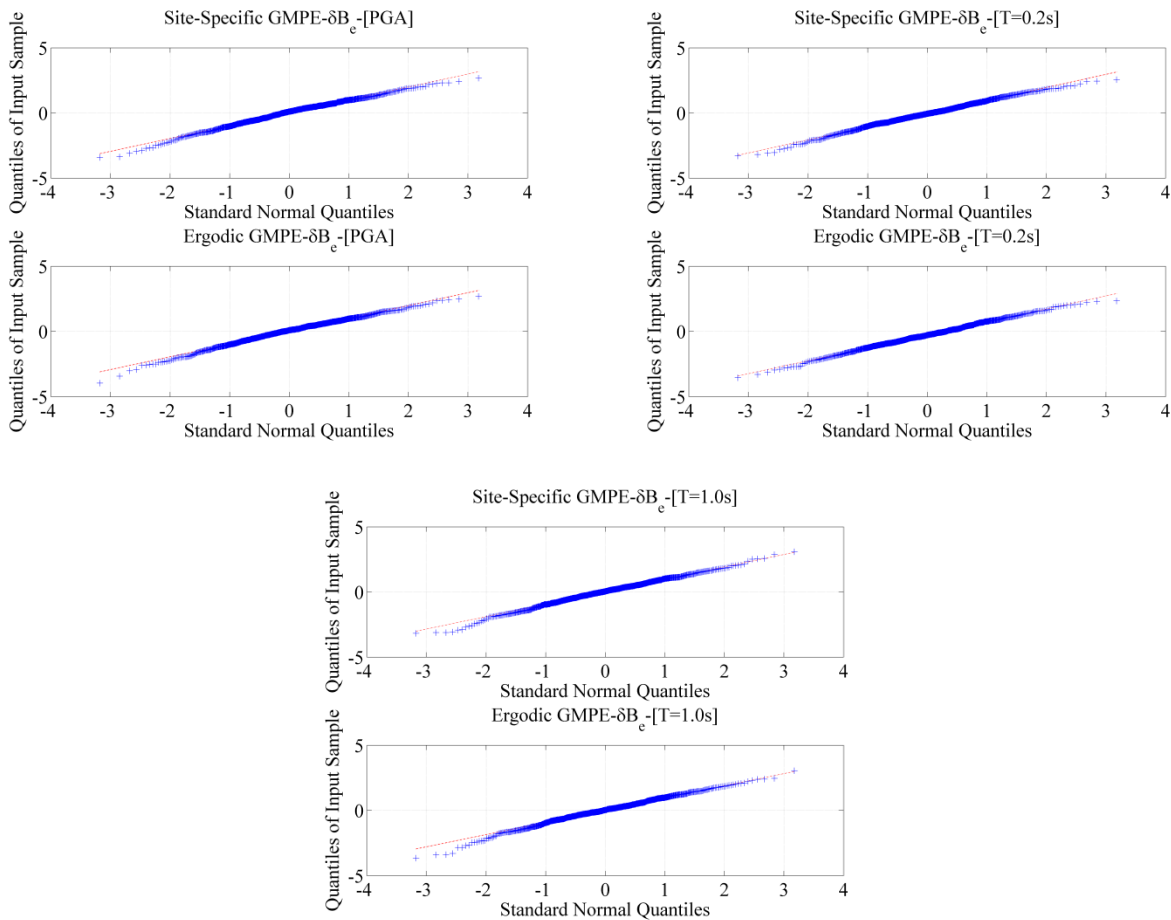 Site-Specific GMPE-δB_e-[PGA]
Quantiles of Input Sample
5
0
-5
-4 -3 -2 -1 0 1 2 3 4
Standard Normal Quantiles
Ergodic GMPE-δB_e-[PGA]
Quantiles of Input Sample
5
0
-5
-4 -3 -2 -1 0 1 2 3 4
Standard Normal Quantiles
Site-Specific GMPE-δB_e-[T=0.2s]
Quantiles of Input Sample
5
0
-5
-4 -3 -2 -1 0 1 2 3 4
Standard Normal Quantiles
Ergodic GMPE-δB_e-[T=0.2s]
Quantiles of Input Sample
5
0
-5
-4 -3 -2 -1 0 1 2 3 4
Standard Normal Quantiles
Site-Specific GMPE-δB_e-[T=1.0s]
Quantiles of Input Sample
5
0
-5
-4 -3 -2 -1 0 1 2 3 4
Standard Normal Quantiles
Ergodic GMPE-δB_e-[T=1.0s]
Quantiles of Input Sample
5
0
-5
-4 -3 -2 -1 0 1 2 3 4
Standard Normal Quantiles